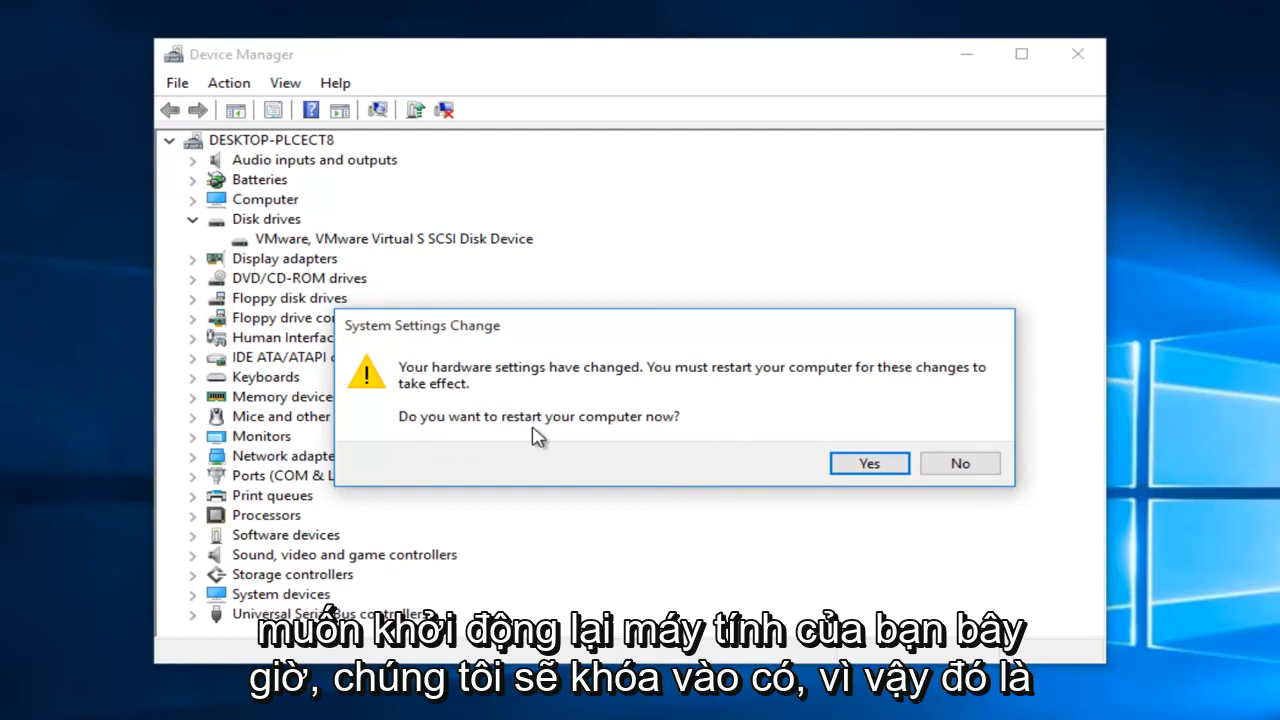 Device Manager
File Action View Help
DESKTOP-PLCECT8
Audio inputs and outputs
Batteries
Computer
Disk drives
VMware, VMware Virtual S SCSI Disk Device
Display adapters
DVD/CD-ROM drives
Floppy disk drives
Floppy drive
Human
IDE ATA/ATAPI
Keyboards
Memory
Mice and other
Monitors
Network
Ports (COM &
Print queues
Processors
Software devices
Sound, video and game controllers
Storage controllers
System devices
Universal Serial Bus controllers
System Settings Change
Your hardware settings have changed. You must restart your computer for these changes to
take effect.
Do you want to restart your computer now?
Yes No
muốn khởi động lại máy tính của bạn bây
giờ, chúng tôi sẽ khóa vào có, vì vậy đó là